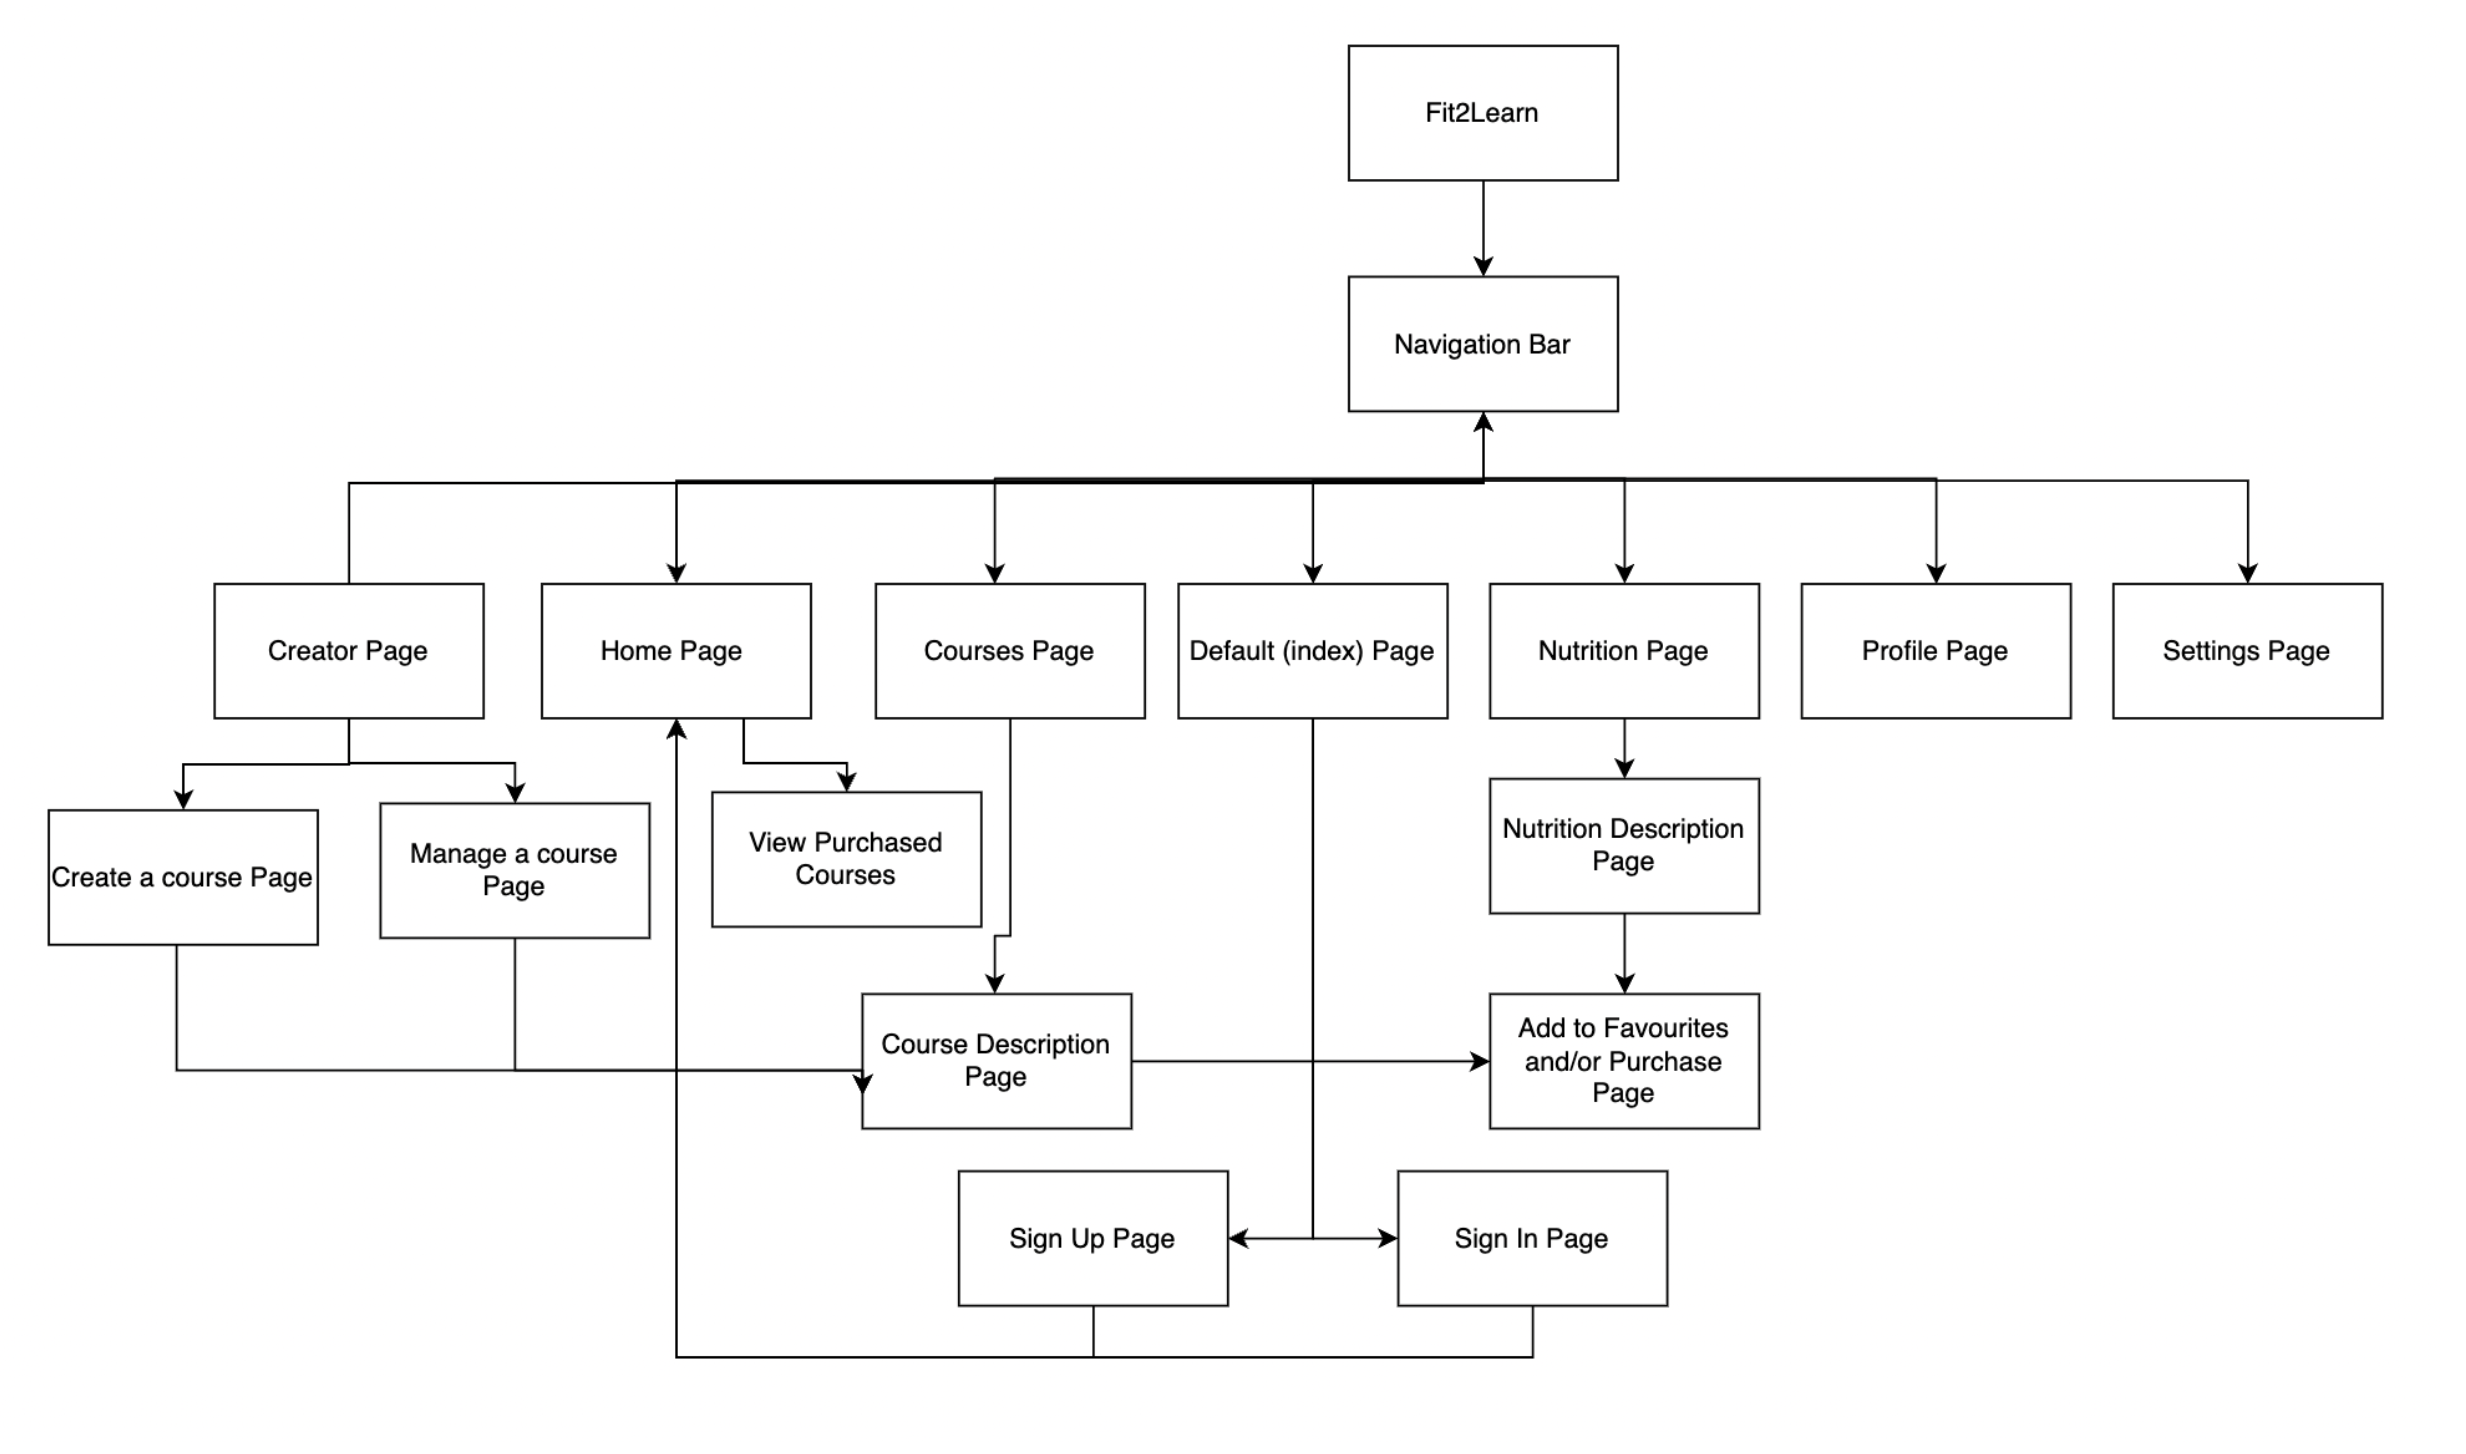 Fit2Learn
Navigation Bar
Creator Page
Home Page
Courses Page
Default (index) Page
Nutrition Page
Profile Page
Settings Page
Create a course Page
Manage a course
Page
View Purchased
Courses
Nutrition Description
Page
Course Description
Page
Add to Favourites
and/or Purchase
Page
Sign Up Page
Sign In Page